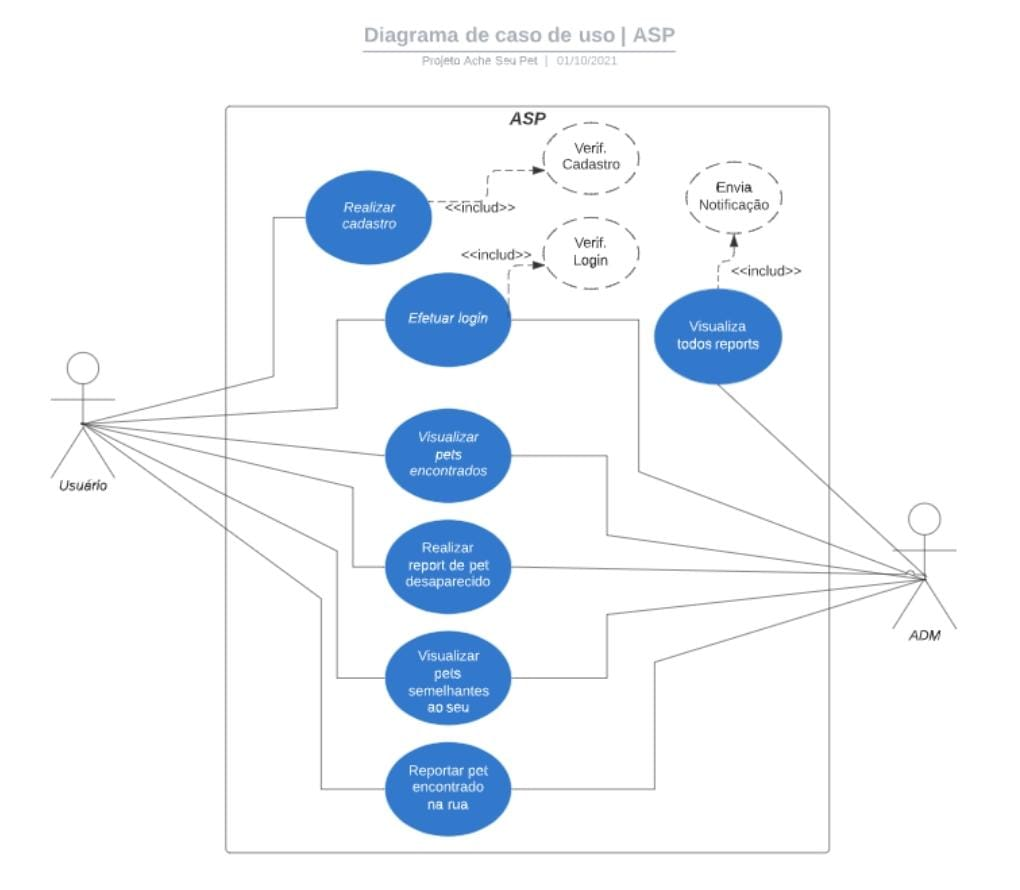 Diagrama de caso de uso | ASP
Projeto Ache Seu Pet | 01/10/2021
ASP
Verif.
Cadastro
Realizar
cadastro
<<includ>>
Envia
Notificação
Verif.
Login
<<includ>>
<<includ>>
Efetuar login
Visualiza
todos reports
Visualizar
pets
encontrados
Usuário
Realizar
report de pet
desaparecido
ADM
Visualizar
pets
semelhantes
ao seu
Reportar pet
encontrado
na rua